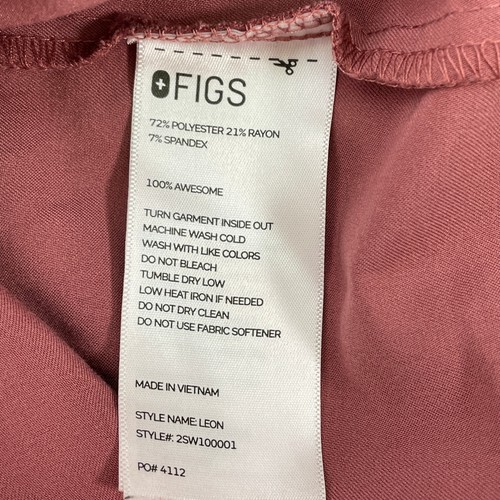 FIGS
72% POLYESTER 21% RAYON
7% SPANDEX
100% AWESOME
TURN GARMENT INSIDE OUT
MACHINE WASH COLD
WASH WITH LIKE COLORS
DO NOT BLEACH
TUMBLE DRY LOW
LOW HEAT IRON IF NEEDED
DO NOT DRY CLEAN
DO NOT USE FABRIC SOFTENER
MADE IN VIETNAM
STYLE NAME: LEON
STYLE#: 2SW100001
PO# 4112